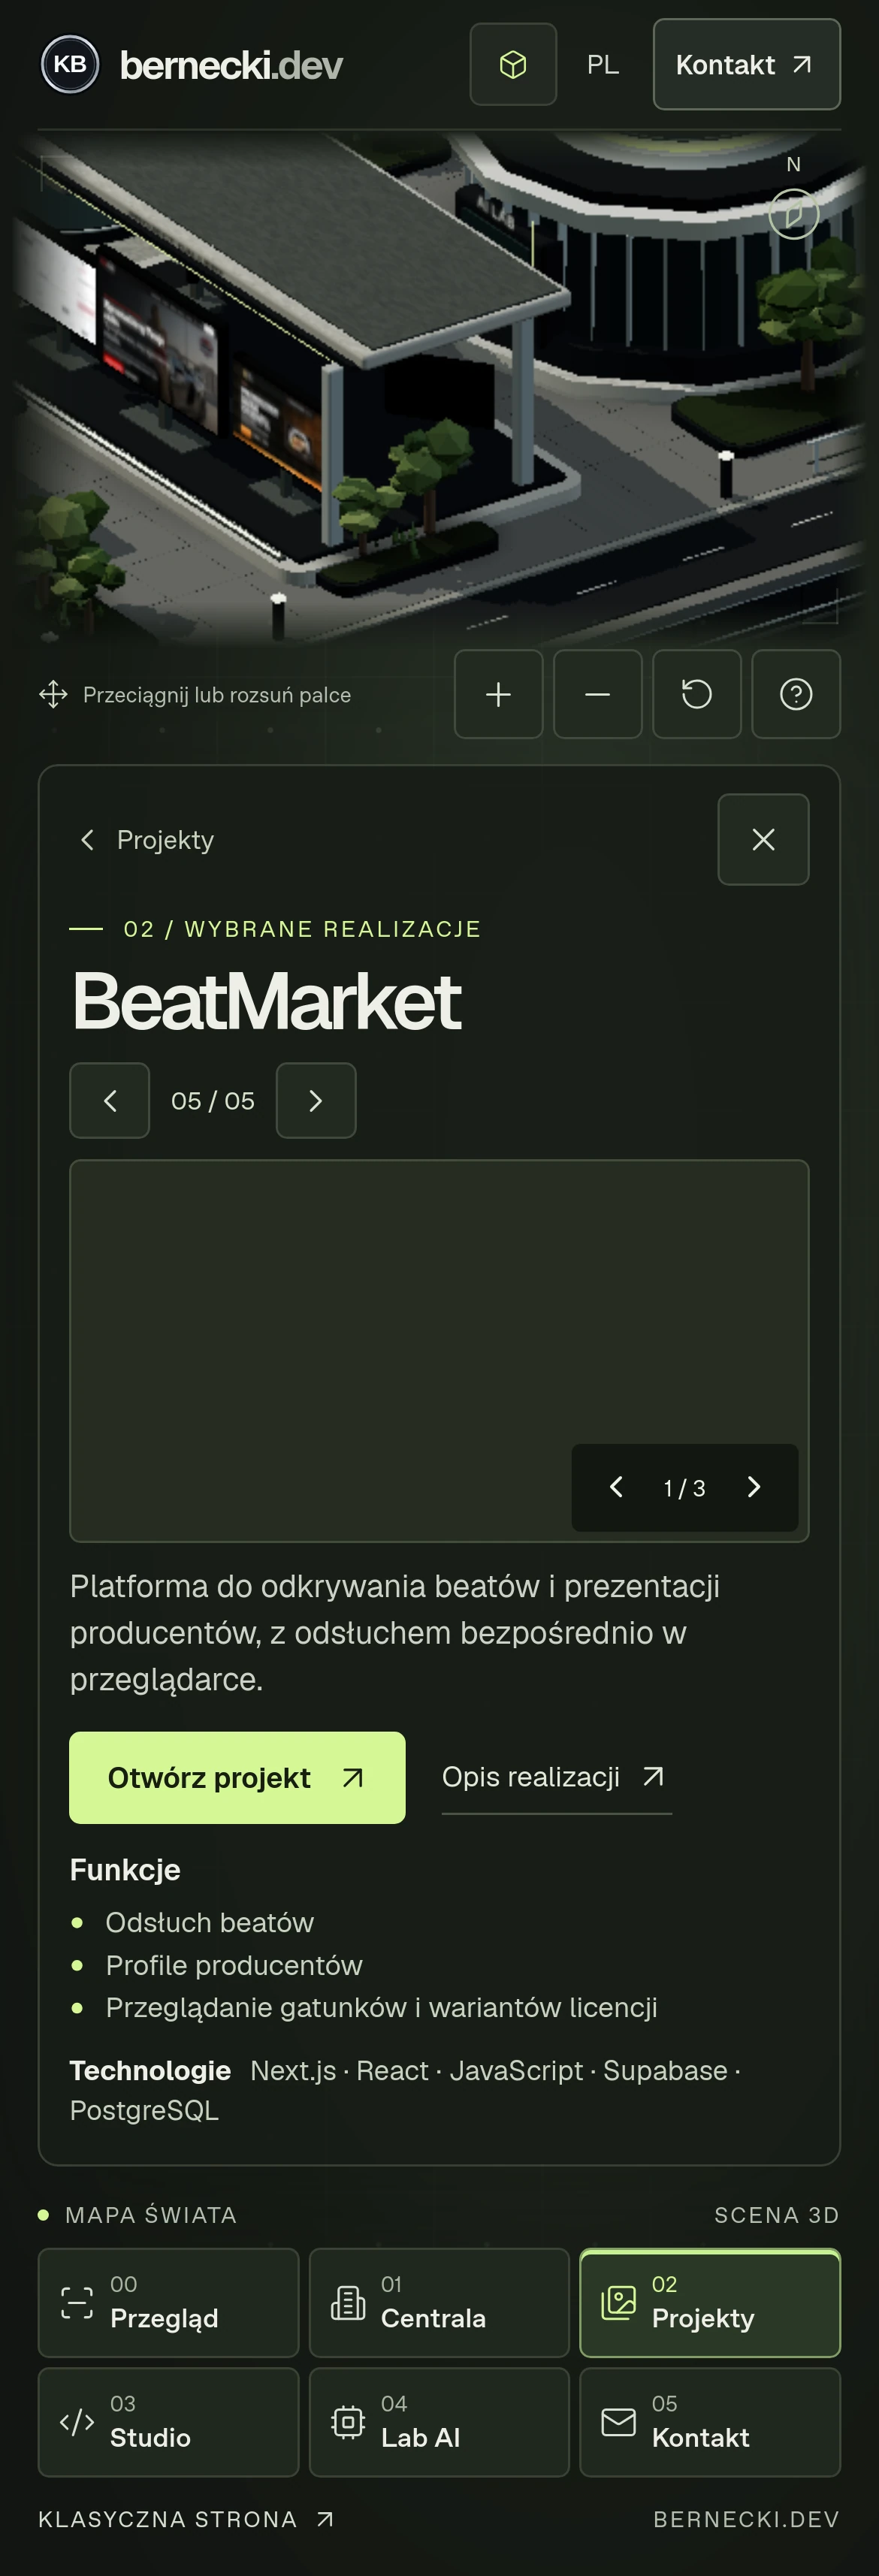 KB bernecki.dev PL Kontakt
N
Przeciągnij lub rozsuń palce
Projekty
02 / WYBRANE REALIZACJE
BeatMarket
05 / 05
1 / 3
Platforma do odkrywania beatów i prezentacji
producentów, z odsłuchem bezpośrednio w
przeglądarce.
Otwórz projekt Opis realizacji
Funkcje
Odsłuch beatów
Profile producentów
Przeglądanie gatunków i wariantów licencji
Technologie Next.js · React · JavaScript · Supabase ·
PostgreSQL
MAPA ŚWIATA SCENA 3D
00 Przegląd
01 Centrala
02 Projekty
03 Studio
04 Lab AI
05 Kontakt
KLASYCZNA STRONA BERNECKI.DEV